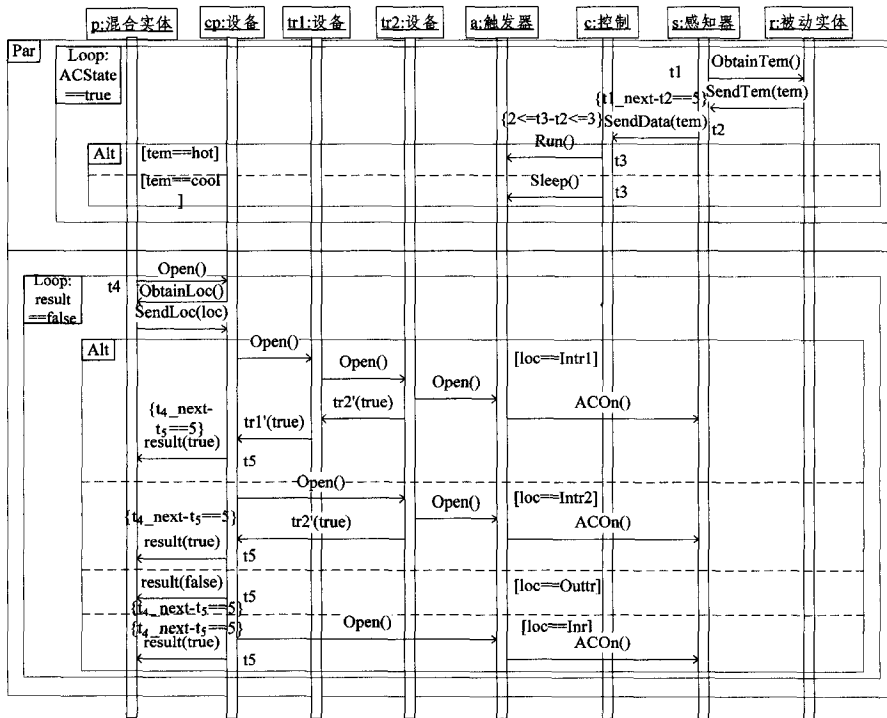 p:混合实体 cp:设备 tr1:设备 tr2:设备 a:触发器 c:控制 s:感知器 r:被动实体
Par
Loop:
ACState
==true
t1
ObtainTem()
{t1_next-t2==5}
SendTem(tem)
{2<=t3-t2<=3}
SendData(tem)
t2
Alt
[tem==hot]
Run()
t3
[tem==cool
]
Sleep()
t3
Loop:
result
==false
t4
Open()
ObtainLoc()
SendLoc(loc)
Alt
Open()
[loc==Intr1]
Open()
Open()
{t4_next-
t5==5}
tr2'(true)
ACOn()
tr1'(true)
result(true)
t5
Open()
Open()
[loc==Intr2]
{t4_next-t5==5}
tr2'(true)
ACOn()
result(true)
t5
result(false)
[loc==Outtr]
t5
{t4_next-t5==5}
{t4_next-t5==5}
Open()
[loc==Inr]
result(true)
ACOn()
t5